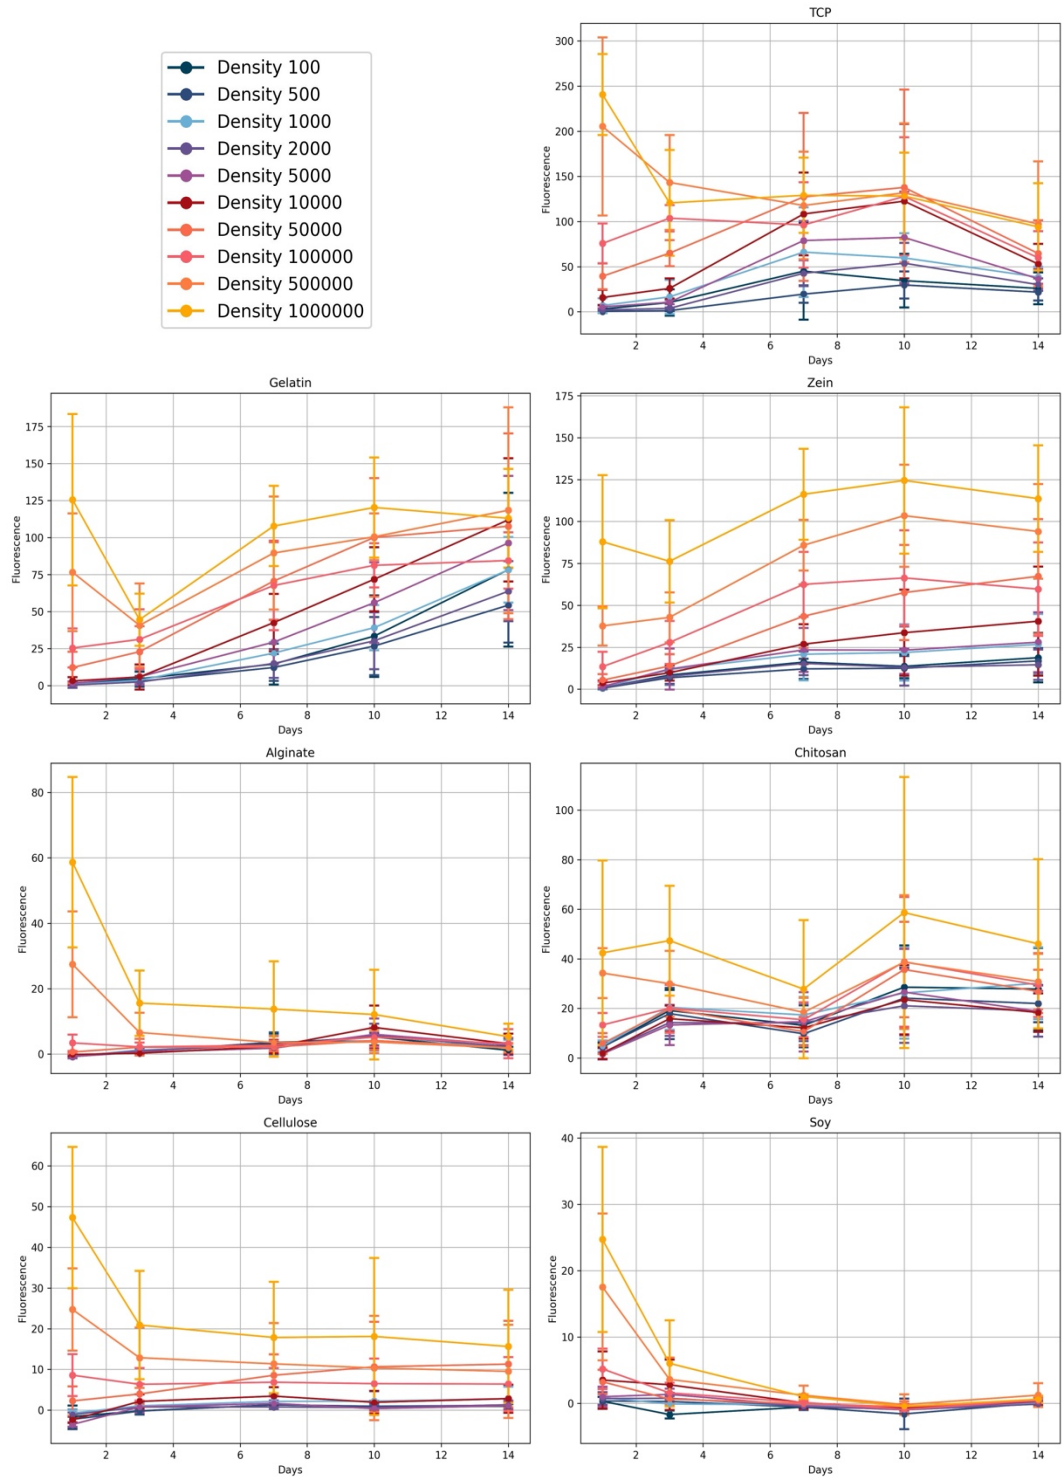 Density 100
Density 500
Density 1000
Density 2000
Density 5000
Density 10000
Density 50000
Density 100000
Density 500000
Density 1000000
TCP
Fluorescence
300
250
200
150
100
50
0
2 4 6 8 10 12 14
Days
Gelatin
Fluorescence
175
150
125
100
75
50
25
0
2 4 6 8 10 12 14
Days
Zein
Fluorescence
175
150
125
100
75
50
25
0
2 4 6 8 10 12 14
Days
Alginate
Fluorescence
80
60
40
20
0
2 4 6 8 10 12 14
Days
Chitosan
Fluorescence
100
80
60
40
20
0
2 4 6 8 10 12 14
Days
Cellulose
Fluorescence
60
50
40
30
20
10
0
2 4 6 8 10 12 14
Days
Soy
Fluorescence
40
30
20
10
0
2 4 6 8 10 12 14
Days